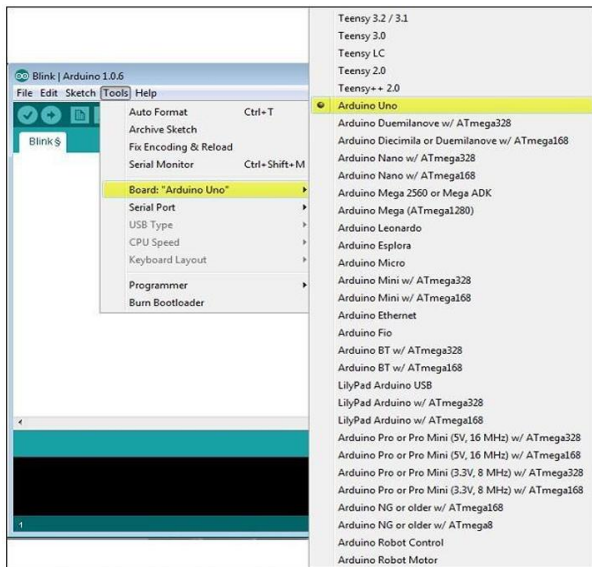 Blink | Arduino 1.0.6
File Edit Sketch Tools Help
Blink §
Auto Format Ctrl+T
Archive Sketch
Fix Encoding & Reload
Serial Monitor Ctrl+Shift+M
Board: "Arduino Uno"
Serial Port
USB Type
CPU Speed
Keyboard Layout
Programmer
Burn Bootloader
1
Teensy 3.2 / 3.1
Teensy 3.0
Teensy LC
Teensy 2.0
Teensy++ 2.0
Arduino Uno
Arduino Duemilanove w/ ATmega328
Arduino Diecimila or Duemilanove w/ ATmega168
Arduino Nano w/ ATmega328
Arduino Nano w/ ATmega168
Arduino Mega 2560 or Mega ADK
Arduino Mega (ATmega1280)
Arduino Leonardo
Arduino Esplora
Arduino Micro
Arduino Mini w/ ATmega328
Arduino Mini w/ ATmega168
Arduino Ethernet
Arduino Fio
Arduino BT w/ ATmega328
Arduino BT w/ ATmega168
LilyPad Arduino USB
LilyPad Arduino w/ ATmega328
LilyPad Arduino w/ ATmega168
Arduino Pro or Pro Mini (5V, 16 MHz) w/ ATmega328
Arduino Pro or Pro Mini (5V, 16 MHz) w/ ATmega168
Arduino Pro or Pro Mini (3.3V, 8 MHz) w/ ATmega328
Arduino Pro or Pro Mini (3.3V, 8 MHz) w/ ATmega168
Arduino NG or older w/ ATmega168
Arduino NG or older w/ ATmega8
Arduino Robot Control
Arduino Robot Motor